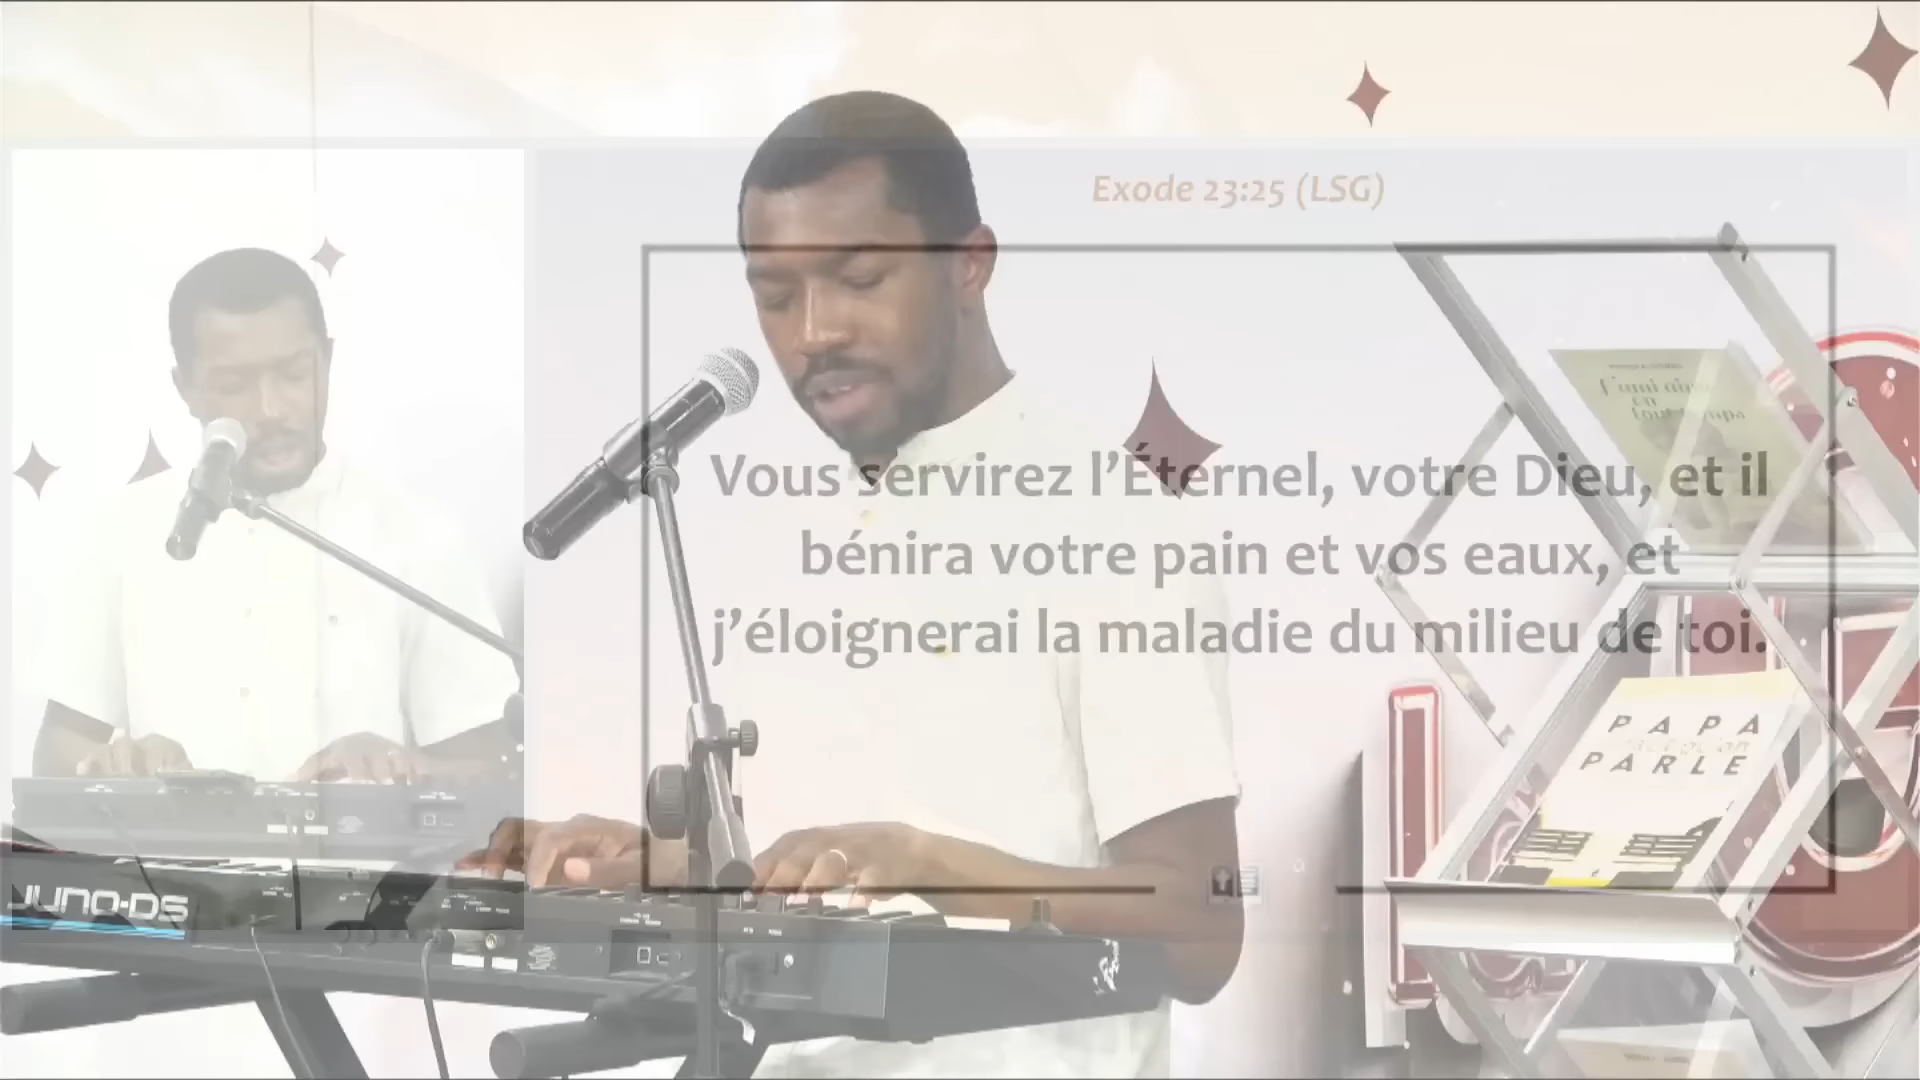 Exode 23:25 (LSG)
Vous servirez l’Éternel, votre Dieu, et il
bénira votre pain et vos eaux, et
j’éloignerai la maladie du milieu de toi.
PAPA
PARLE
JUNO-DS